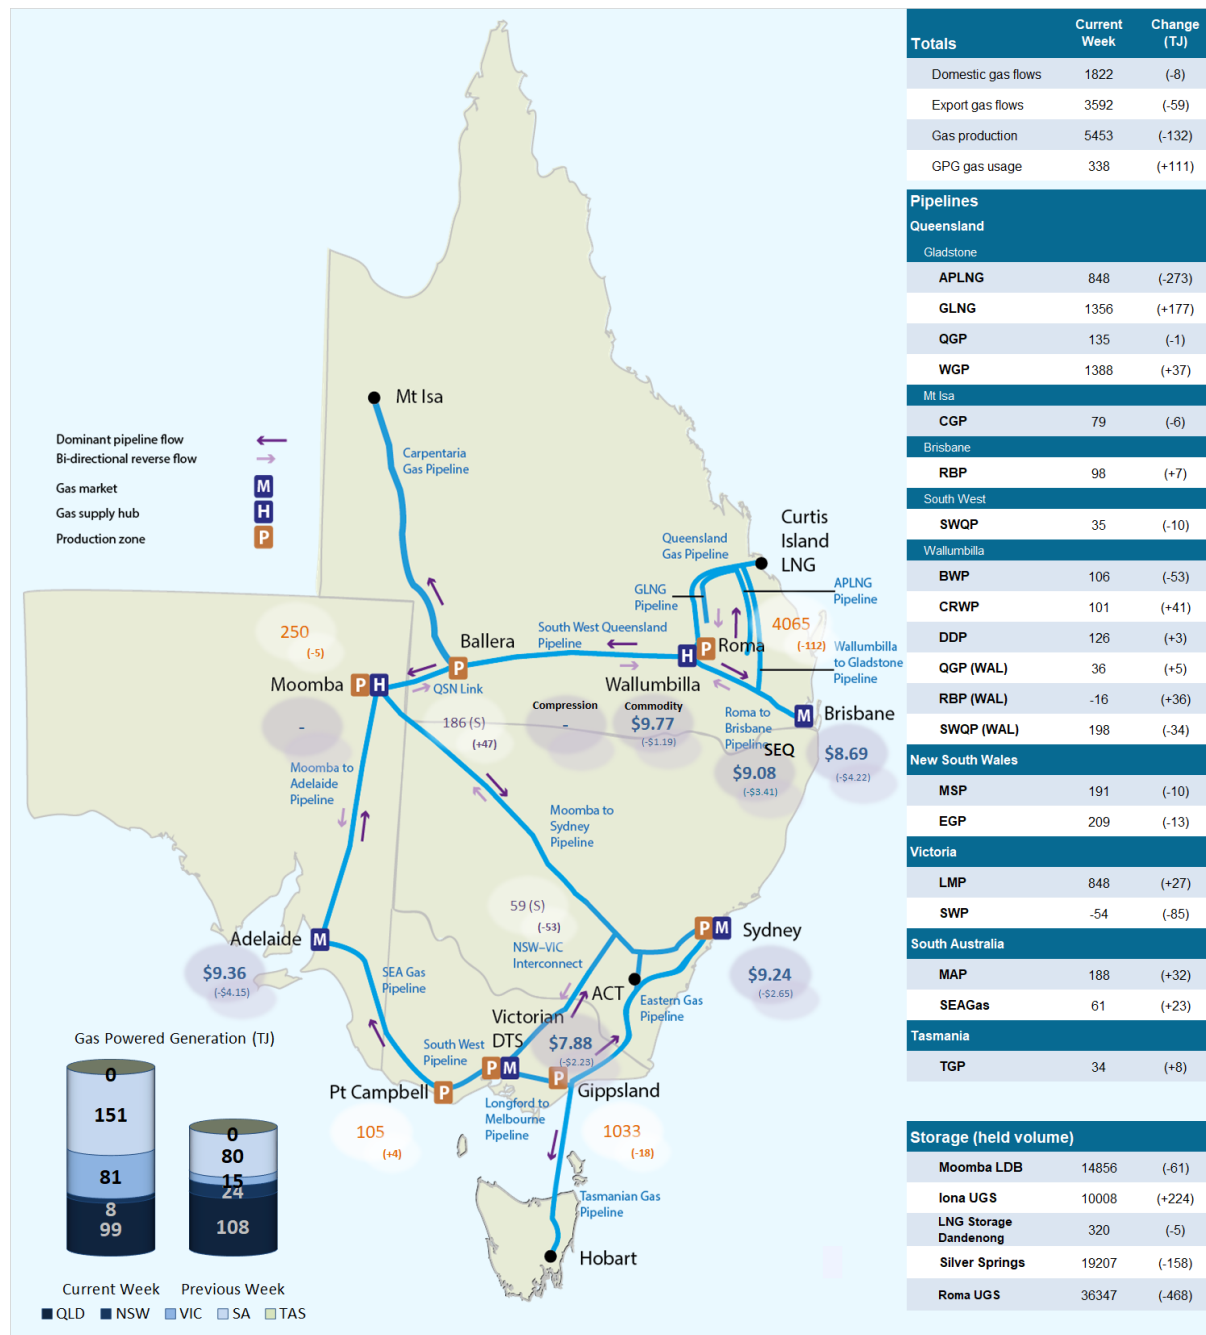 Mt Isa
Dominant pipeline flow
Bi-directional reverse flow
Gas market
M
Gas supply hub
H
Production zone
P
Carpentaria
Gas Pipeline
Curtis
Island
LNG
Queensland
Gas Pipeline
GLNG
Pipeline
APLNG
Pipeline
250
(-5)
4065
(-112)
South West Queensland
Pipeline
Ballera
P
H
P
Roma
Wallumbilla
to Gladstone
Pipeline
Moomba
P
H
QSN Link
Wallumbilla
Compression
-
Commodity
$9.77
(-$1.19)
186 (S)
(+47)
-
Roma to
Brisbane
Pipeline
M
Brisbane
SEQ
$9.08
(-$3.41)
$8.69
(-$4.22)
Moomba to
Adelaide
Pipeline
Moomba to
Sydney
Pipeline
59 (S)
(-53)
NSW–VIC
Interconnect
Adelaide
M
$9.36
(-$4.15)
P
M
Sydney
$9.24
(-$2.65)
SEA Gas
Pipeline
ACT
Eastern Gas
Pipeline
Victorian
DTS
$7.88
(-$2.23)
South West
Pipeline
P
M
P
Gippsland
Pt Campbell
P
Longford to
Melbourne
Pipeline
105
(+4)
1033
(-18)
Tasmanian Gas
Pipeline
Hobart
Gas Powered Generation (TJ)
0
151
81
8
99
0
80
15
24
108
Current Week
Previous Week
QLD NSW VIC SA TAS
Totals Current Week Change (TJ)
Domestic gas flows 1822 (-8)
Export gas flows 3592 (-59)
Gas production 5453 (-132)
GPG gas usage 338 (+111)
Pipelines
Queensland
Gladstone
APLNG 848 (-273)
GLNG 1356 (+177)
QGP 135 (-1)
WGP 1388 (+37)
Mt Isa
CGP 79 (-6)
Brisbane
RBP 98 (+7)
South West
SWQP 35 (-10)
Wallumbilla
BWP 106 (-53)
CRWP 101 (+41)
DDP 126 (+3)
QGP (WAL) 36 (+5)
RBP (WAL) -16 (+36)
SWQP (WAL) 198 (-34)
New South Wales
MSP 191 (-10)
EGP 209 (-13)
Victoria
LMP 848 (+27)
SWP -54 (-85)
South Australia
MAP 188 (+32)
SEAGas 61 (+23)
Tasmania
TGP 34 (+8)
Storage (held volume)
Moomba LDB 14856 (-61)
Iona UGS 10008 (+224)
LNG Storage
Dandenong 320 (-5)
Silver Springs 19207 (-158)
Roma UGS 36347 (-468)